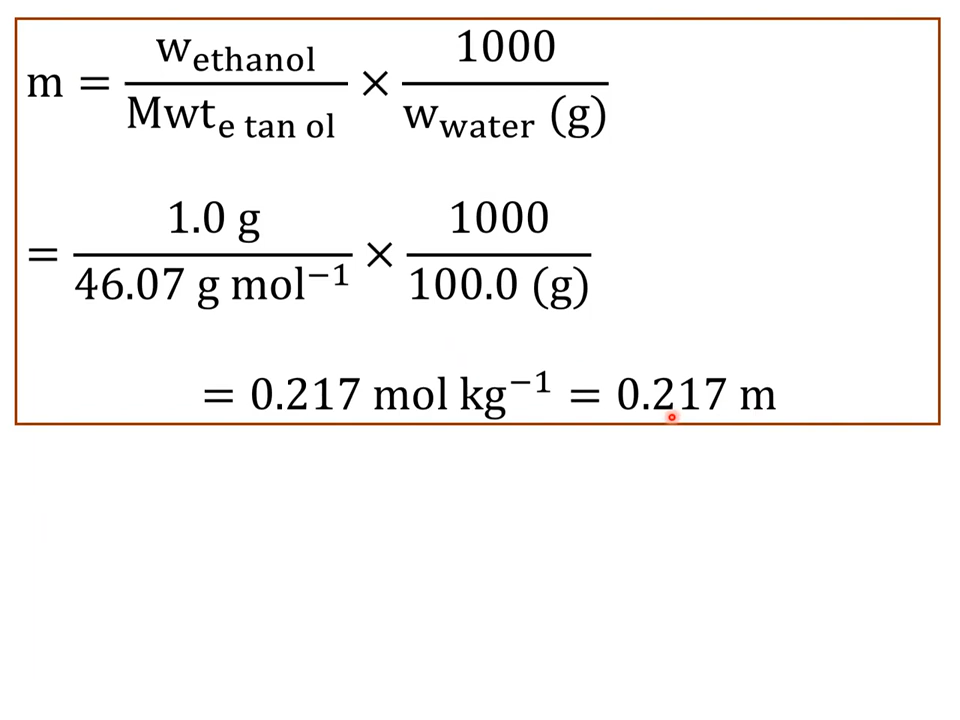 m = w_ethanol / Mwt_e tan ol × 1000 / w_water (g)
= 1.0 g / 46.07 g mol⁻¹ × 1000 / 100.0 (g)
= 0.217 mol kg⁻¹ = 0.217 m